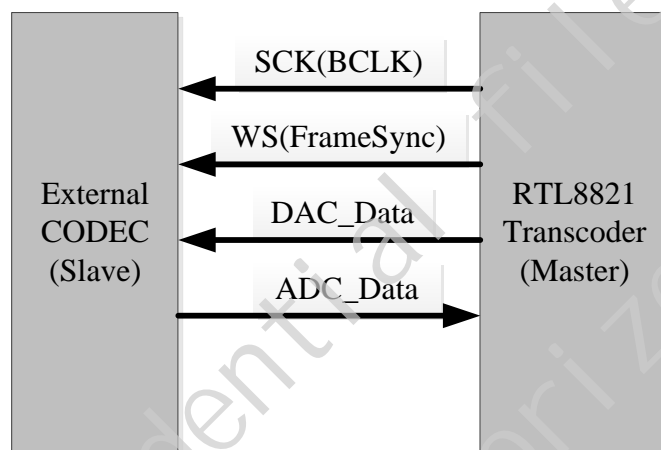 SCK(BCLK)
WS(FrameSync)
External
CODEC
(Slave)
DAC_Data
ADC_Data
RTL8821
Transcoder
(Master)